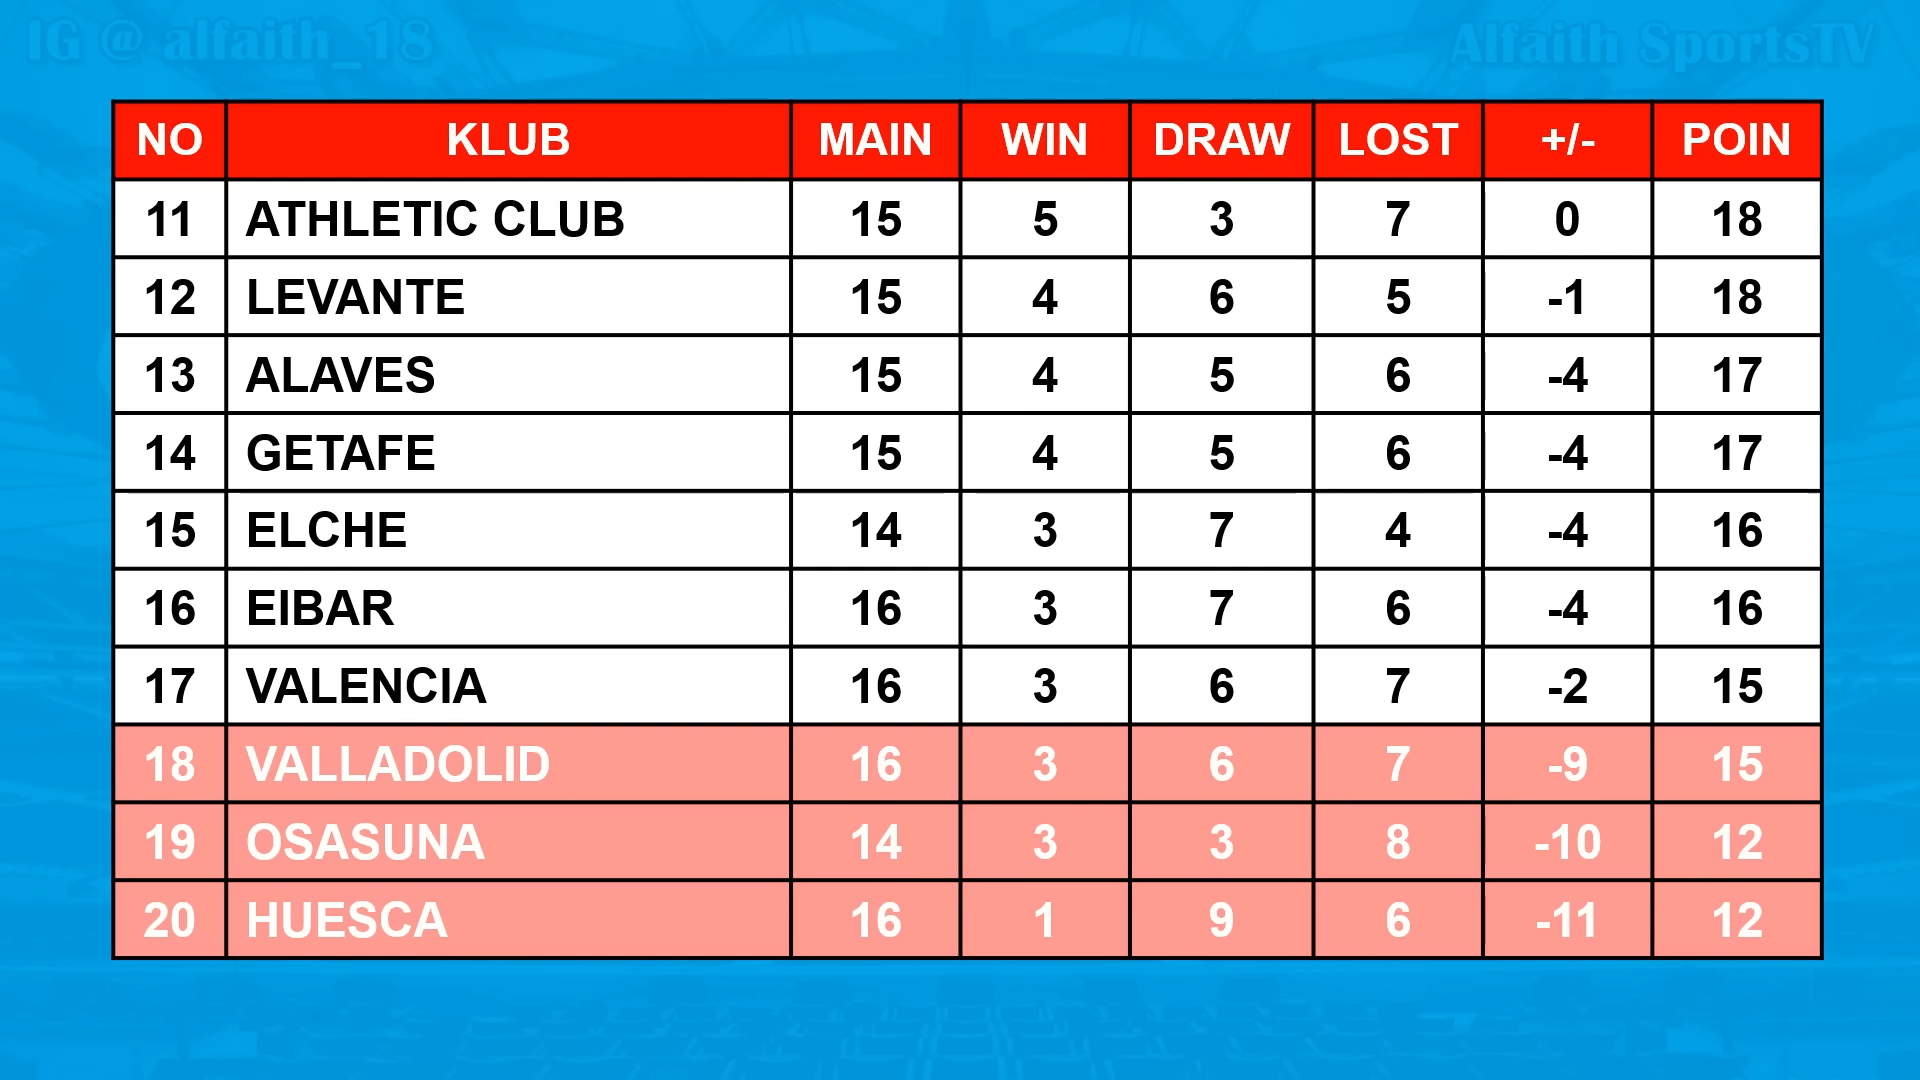 IG @ alfaith_18 Alfaith SportsTV
NO KLUB MAIN WIN DRAW LOST +/- POIN
11 ATHLETIC CLUB 15 5 3 7 0 18
12 LEVANTE 15 4 6 5 -1 18
13 ALAVES 15 4 5 6 -4 17
14 GETAFE 15 4 5 6 -4 17
15 ELCHE 14 3 7 4 -4 16
16 EIBAR 16 3 7 6 -4 16
17 VALENCIA 16 3 6 7 -2 15
18 VALLADOLID 16 3 6 7 -9 15
19 OSASUNA 14 3 3 8 -10 12
20 HUESCA 16 1 9 6 -11 12